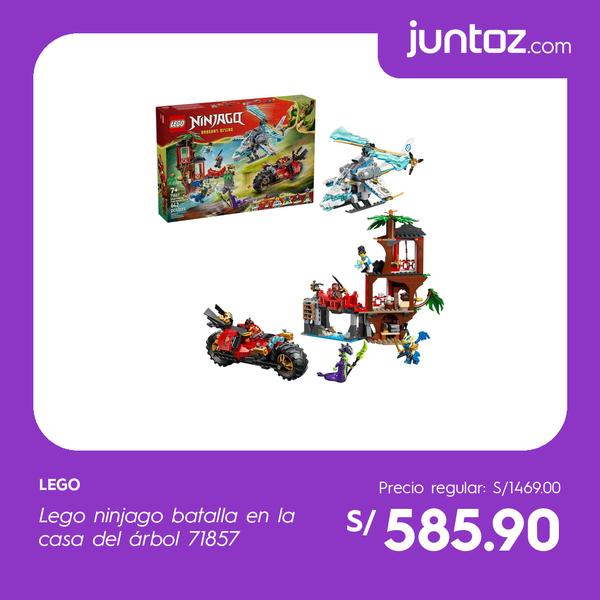 juntoz.com
LEGO NINJAGO
DRAGONS RISING
7+
LEGO
Precio regular: S/1469.00
Lego ninjago batalla en la
casa del árbol 71857
S/585.90